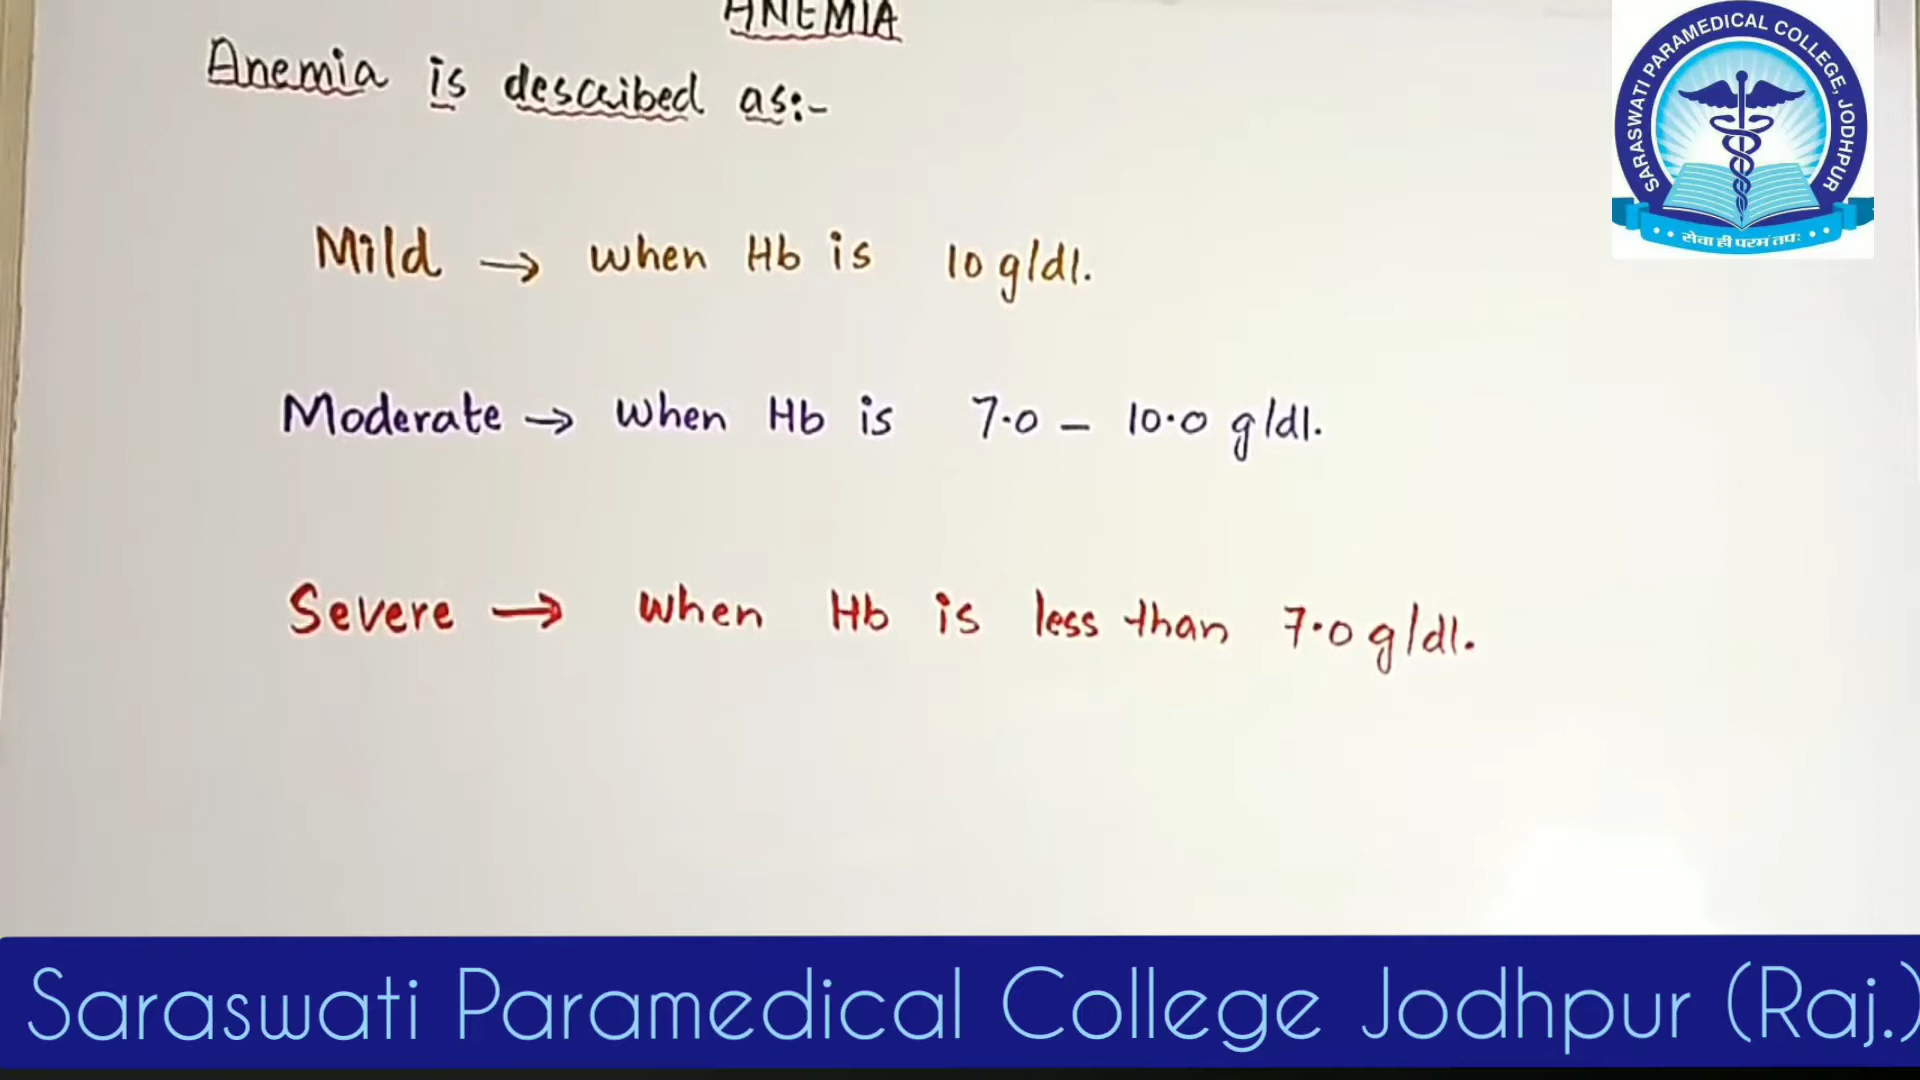 ANEMIA
Anemia is described as:-
Mild → when Hb is 10 g/dl.
Moderate → when Hb is 7.0 - 10.0 g/dl.
Severe → when Hb is less than 7.0 g/dl.
SARASWATI PARAMEDICAL COLLEGE, JODHPUR
सेवा ही परमं तपः
Saraswati Paramedical College Jodhpur (Raj.)